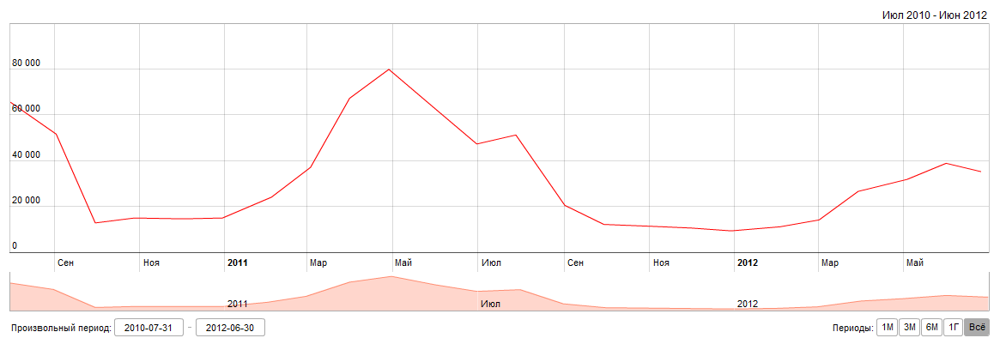 Июл 2010 - Июн 2012
80 000
60 000
40 000
20 000
0
Сен Ноя 2011 Мар Май Июл Сен Ноя 2012 Мар Май
2011 Июл 2012
Произвольный период: 2010-07-31 - 2012-06-30 Периоды: 1М 3М 6М 1Г Всё